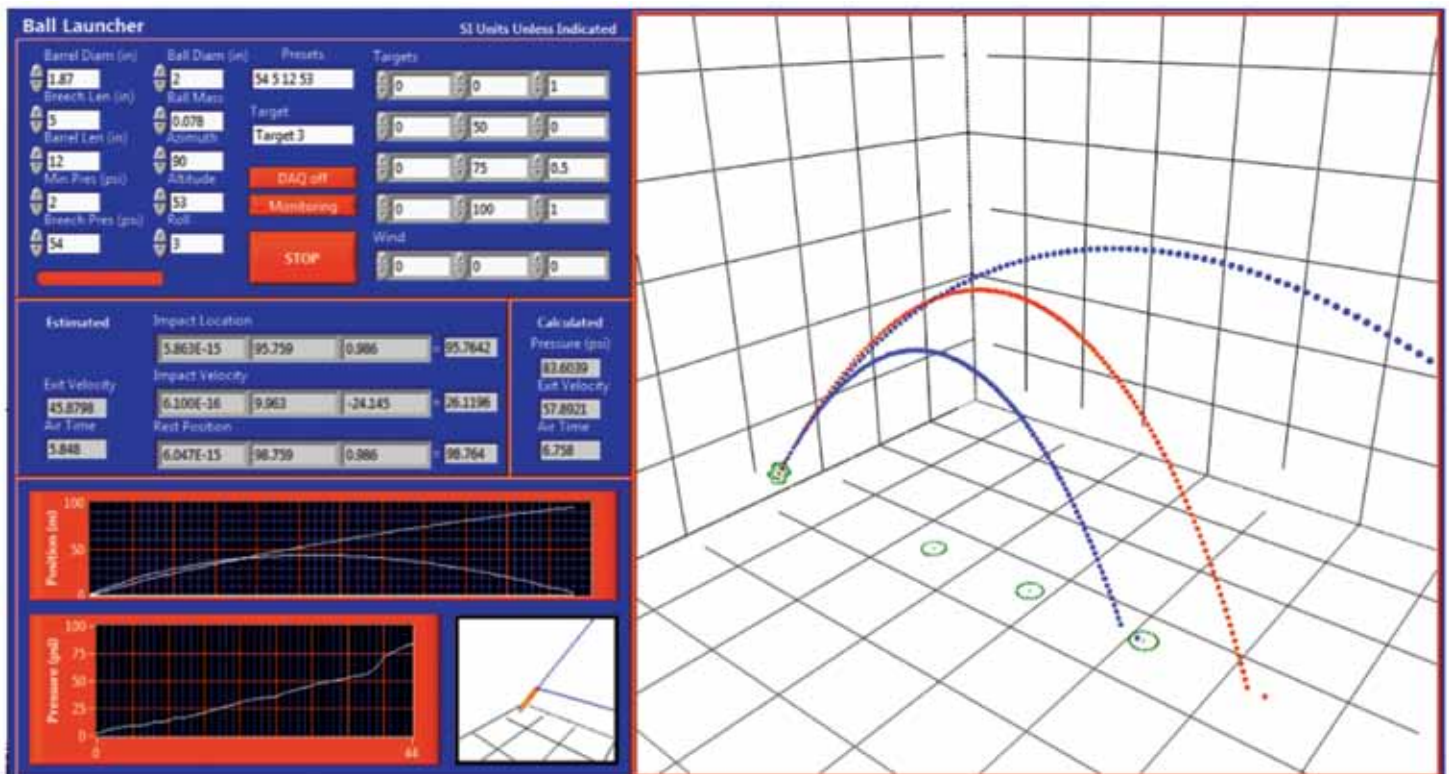 Ball Launcher
SI Units Unless Indicated
Barrel Diam (in) Ball Diam (in) Presets Targets
1.87 2 54 5 12 53 0 0 1
Breech Len (in) Ball Mass
5 0.078 Target 0 50 0
Barrel Len (in) Azimuth Target 3
12 90 0 75 0.5
Min Pres (psi) Altitude DAQ off
2 53 Monitoring 0 100 1
Breech Pres (psi) Roll Wind
54 3 STOP 0 0 0
Estimated Impact Location Calculated
5.863E-15 95.759 0.986 = 95.7642 Pressure (psi)
83.6039
Impact Velocity
Exit Velocity 6.100E-16 9.963 -24.145 = 26.1196 Exit Velocity
45.8798 57.8921
Air Time Rest Position Air Time
5.848 6.047E-15 98.759 0.986 = 98.764 6.758
Position (m)
100
50
0
Pressure (psi)
100
75
50
25
0
0 44